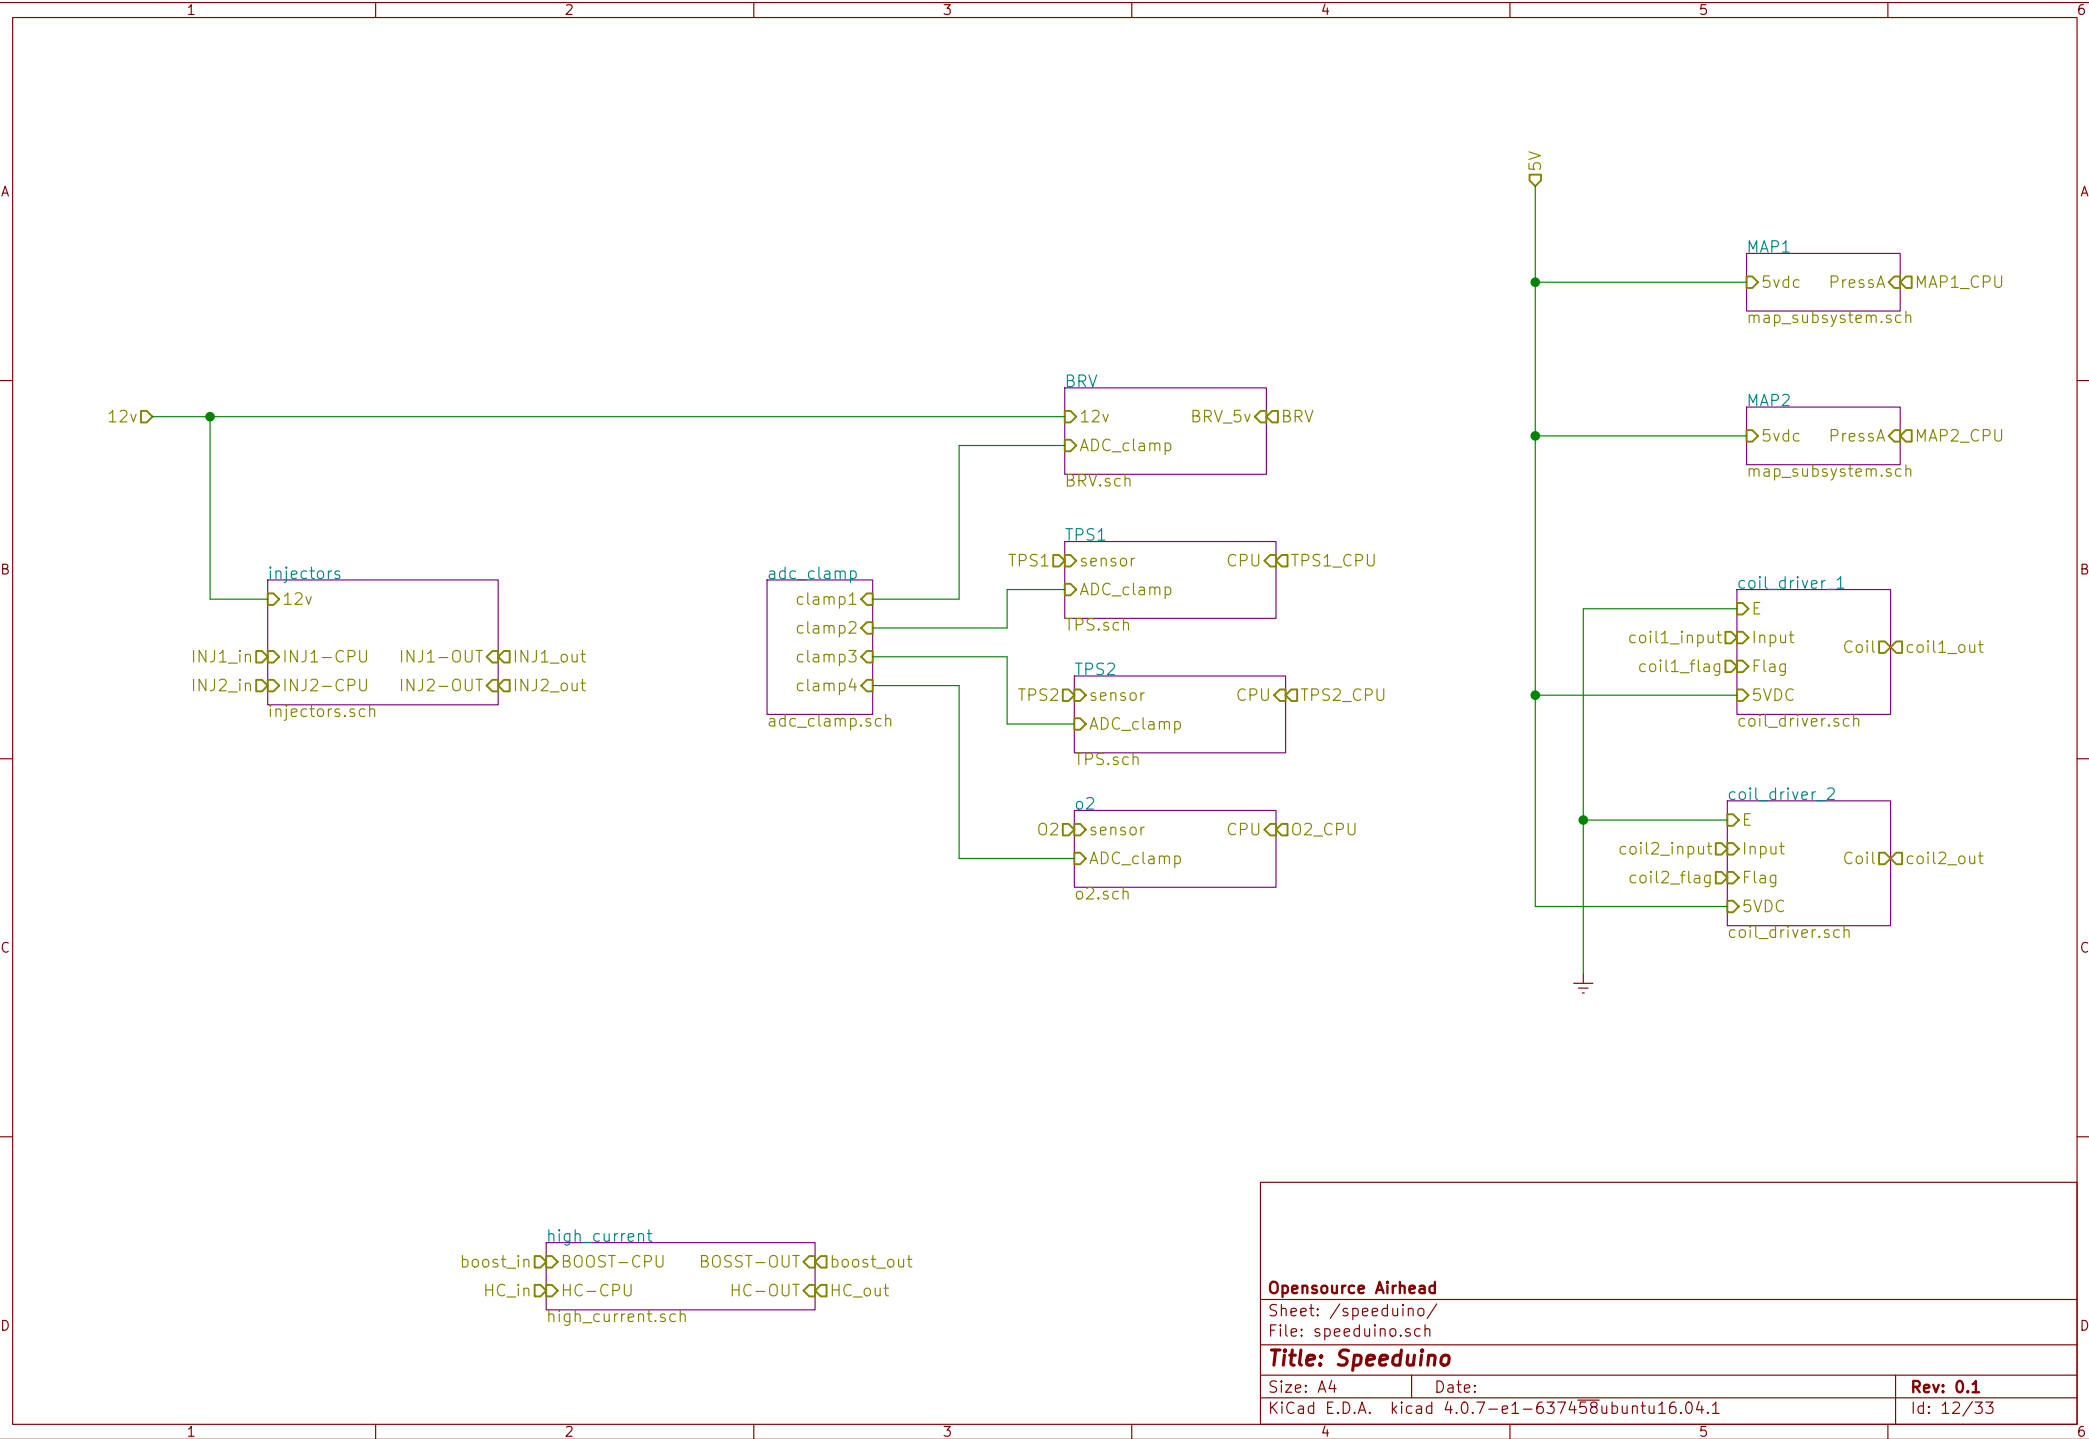 1 2 3 4 5 6
A A
B B
C C
D D
5V
MAP1
5vdc PressA MAP1_CPU
map_subsystem.sch
BRV
12v
12v BRV_5v BRV
ADC_clamp
BRV.sch
MAP2
5vdc PressA MAP2_CPU
map_subsystem.sch
TPS1
TPS1 sensor CPU TPS1_CPU
ADC_clamp
TPS.sch
injectors
12v
INJ1_in INJ1-CPU INJ1-OUT INJ1_out
INJ2_in INJ2-CPU INJ2-OUT INJ2_out
injectors.sch
adc_clamp
clamp1
clamp2
clamp3
clamp4
adc_clamp.sch
TPS2
TPS2 sensor CPU TPS2_CPU
ADC_clamp
TPS.sch
o2
O2 sensor CPU O2_CPU
ADC_clamp
o2.sch
coil_driver_1
E
coil1_input Input
Coil coil1_out
coil1_flag Flag
5VDC
coil_driver.sch
coil_driver_2
E
coil2_input Input
Coil coil2_out
coil2_flag Flag
5VDC
coil_driver.sch
high_current
boost_in BOOST-CPU BOSST-OUT boost_out
HC_in HC-CPU HC-OUT HC_out
high_current.sch
Opensource Airhead
Sheet: /speeduino/
File: speeduino.sch
Title: Speeduino
Size: A4 Date: Rev: 0.1
KiCad E.D.A. kicad 4.0.7-e1-637458ubuntu16.04.1 Id: 12/33
1 2 3 4 5 6